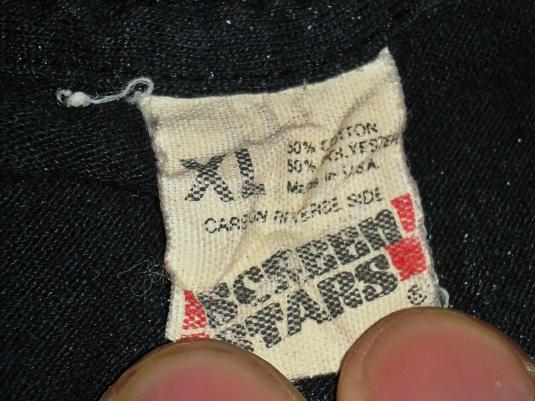 XL
50% COTTON
50% POLYESTER
Made in U.S.A.
CARE ON REVERSE SIDE
SCREEN
STARS
©